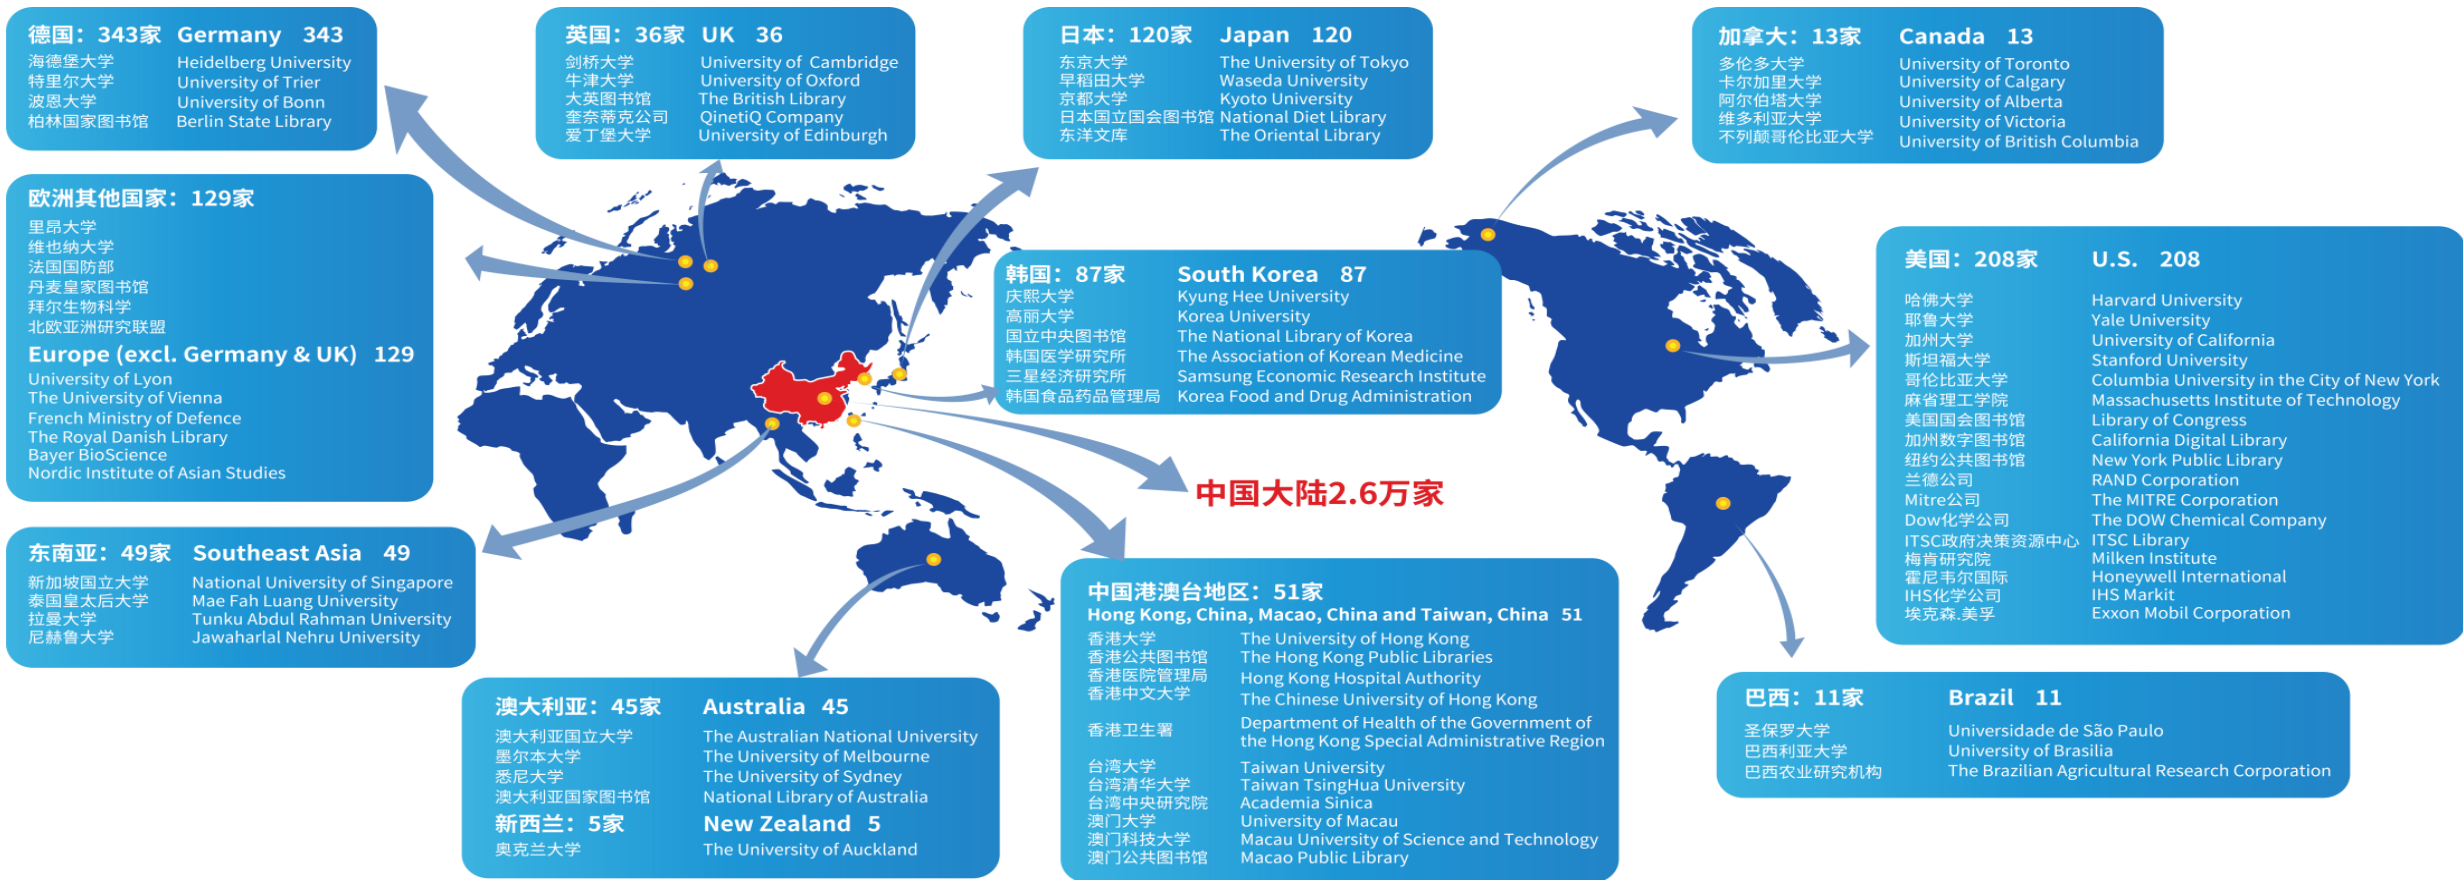 德国：343家 Germany 343
海德堡大学 Heidelberg University
特里尔大学 University of Trier
波恩大学 University of Bonn
柏林国家图书馆 Berlin State Library
英国：36家 UK 36
剑桥大学 University of Cambridge
牛津大学 University of Oxford
大英图书馆 The British Library
奎奈蒂克公司 QinetiQ Company
爱丁堡大学 University of Edinburgh
日本：120家 Japan 120
东京大学 The University of Tokyo
早稻田大学 Waseda University
京都大学 Kyoto University
日本国立国会图书馆 National Diet Library
东洋文库 The Oriental Library
加拿大：13家 Canada 13
多伦多大学 University of Toronto
卡尔加里大学 University of Calgary
阿尔伯塔大学 University of Alberta
维多利亚大学 University of Victoria
不列颠哥伦比亚大学 University of British Columbia
欧洲其他国家：129家
里昂大学
维也纳大学
法国国防部
丹麦皇家图书馆
拜尔生物科学
北欧亚洲研究联盟
Europe (excl. Germany & UK) 129
University of Lyon
The University of Vienna
French Ministry of Defence
The Royal Danish Library
Bayer BioScience
Nordic Institute of Asian Studies
韩国：87家 South Korea 87
庆熙大学 Kyung Hee University
高丽大学 Korea University
国立中央图书馆 The National Library of Korea
韩国医学研究所 The Association of Korean Medicine
三星经济研究所 Samsung Economic Research Institute
韩国食品药品管理局 Korea Food and Drug Administration
美国：208家 U.S. 208
哈佛大学 Harvard University
耶鲁大学 Yale University
加州大学 University of California
斯坦福大学 Stanford University
哥伦比亚大学 Columbia University in the City of New York
麻省理工学院 Massachusetts Institute of Technology
美国国会图书馆 Library of Congress
加州数字图书馆 California Digital Library
纽约公共图书馆 New York Public Library
兰德公司 RAND Corporation
Mitre公司 The MITRE Corporation
Dow化学公司 The DOW Chemical Company
ITSC政府决策资源中心 ITSC Library
梅肯研究院 Milken Institute
霍尼韦尔国际 Honeywell International
IHS化学公司 IHS Markit
埃克森.美孚 Exxon Mobil Corporation
中国大陆2.6万家
东南亚：49家 Southeast Asia 49
新加坡国立大学 National University of Singapore
泰国皇太后大学 Mae Fah Luang University
拉曼大学 Tunku Abdul Rahman University
尼赫鲁大学 Jawaharlal Nehru University
中国港澳台地区：51家
Hong Kong, China, Macao, China and Taiwan, China 51
香港大学 The University of Hong Kong
香港公共图书馆 The Hong Kong Public Libraries
香港医院管理局 Hong Kong Hospital Authority
香港中文大学 The Chinese University of Hong Kong
香港卫生署 Department of Health of the Government of
the Hong Kong Special Administrative Region
台湾大学 Taiwan University
台湾清华大学 Taiwan TsingHua University
台湾中央研究院 Academia Sinica
澳门大学 University of Macau
澳门科技大学 Macau University of Science and Technology
澳门公共图书馆 Macao Public Library
澳大利亚：45家 Australia 45
澳大利亚国立大学 The Australian National University
墨尔本大学 The University of Melbourne
悉尼大学 The University of Sydney
澳大利亚国家图书馆 National Library of Australia
新西兰：5家 New Zealand 5
奥克兰大学 The University of Auckland
巴西：11家 Brazil 11
圣保罗大学 Universidade de São Paulo
巴西利亚大学 University of Brasilia
巴西农业研究机构 The Brazilian Agricultural Research Corporation